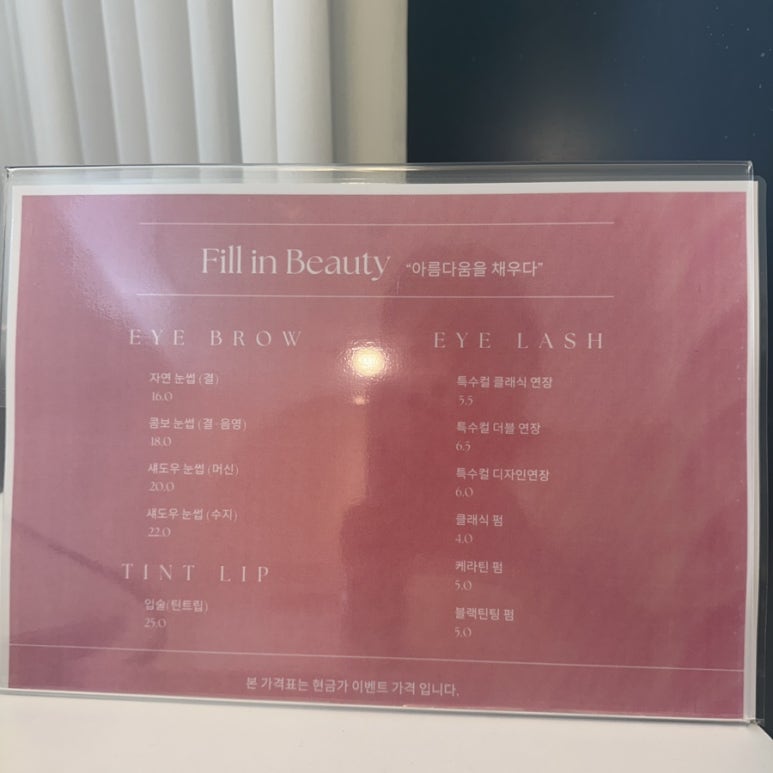 Fill in Beauty “아름다움을 채우다”
EYE BROW
자연 눈썹 (결)
16.0
콤보 눈썹 (결·음영)
18.0
섀도우 눈썹 (머신)
20.0
섀도우 눈썹 (수지)
22.0
TINT LIP
입술(틴트립)
25.0
EYE LASH
특수컬 클래식 연장
5.5
특수컬 더블 연장
6.5
특수컬 디자인연장
6.0
클래식 펌
4.0
케라틴 펌
5.0
블랙틴팅 펌
5.0
본 가격표는 현금가 이벤트 가격 입니다.